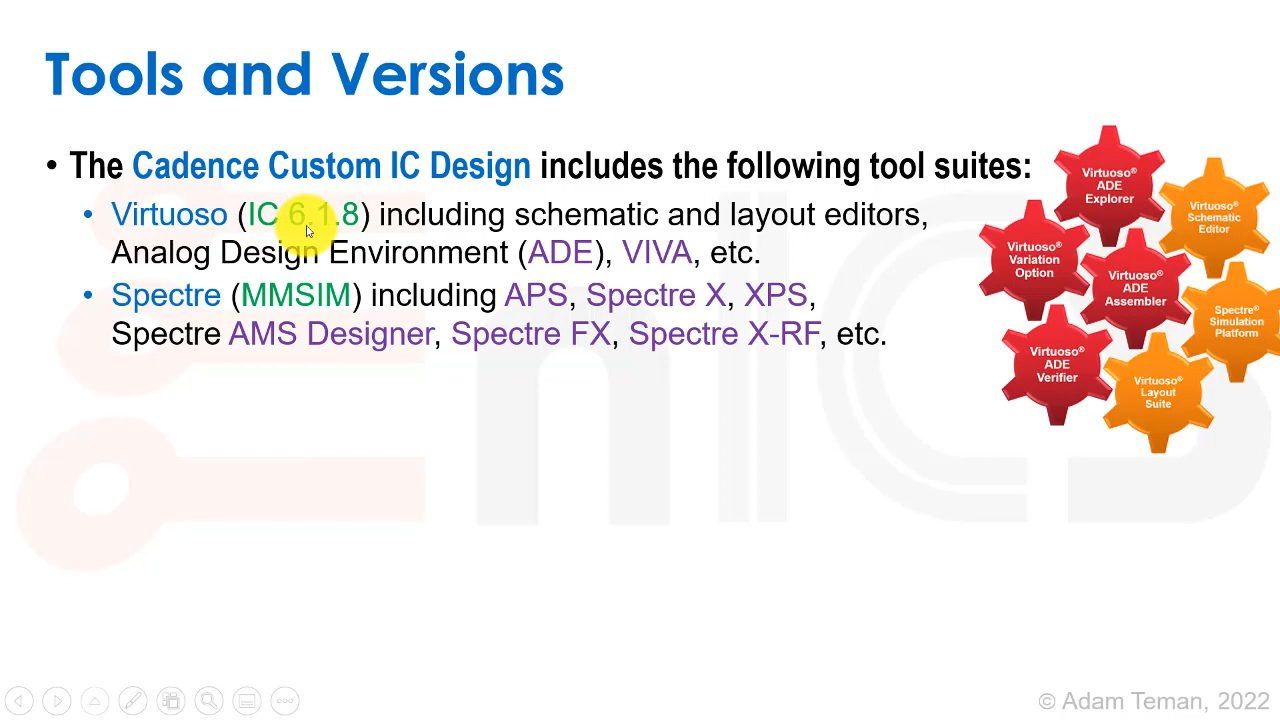 Tools and Versions
• The Cadence Custom IC Design includes the following tool suites:
• Virtuoso (IC 6.1.8) including schematic and layout editors,
Analog Design Environment (ADE), VIVA, etc.
• Spectre (MMSIM) including APS, Spectre X, XPS,
Spectre AMS Designer, Spectre FX, Spectre X-RF, etc.
Virtuoso®
ADE
Explorer
Virtuoso®
Schematic
Editor
Virtuoso®
Variation
Option
Virtuoso®
ADE
Assembler
Spectre®
Simulation
Platform
Virtuoso®
ADE
Verifier
Virtuoso®
Layout
Suite
nICS
© Adam Teman, 2022